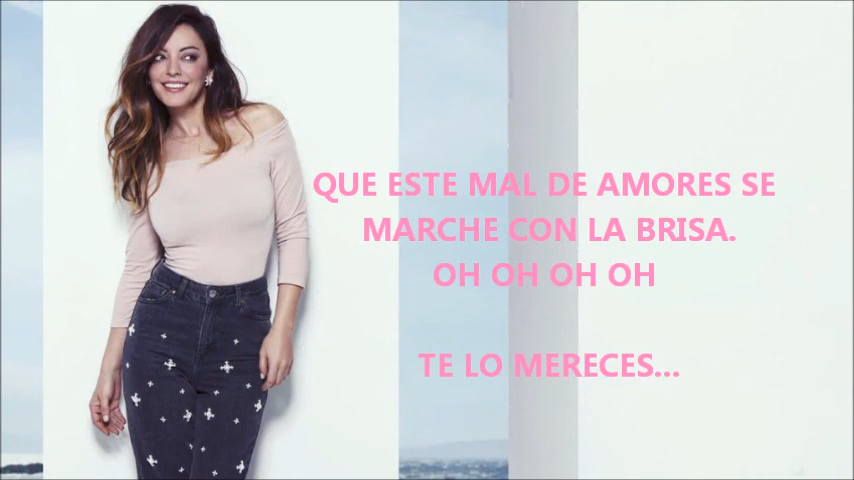 QUE ESTE MAL DE AMORES SE
MARCHE CON LA BRISA.
OH OH OH OH
TE LO MERECES...